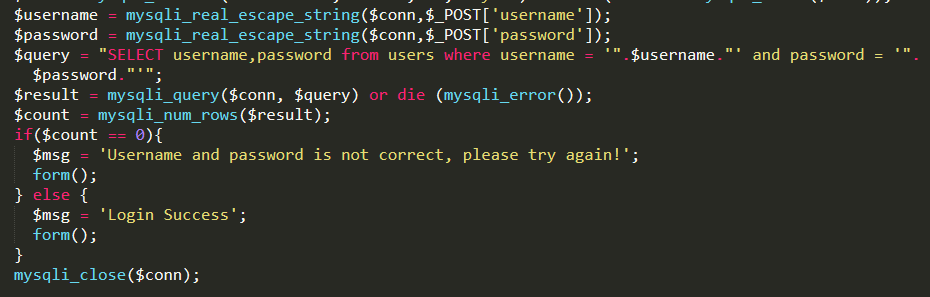 $username = mysqli_real_escape_string($conn,$_POST['username']);
$password = mysqli_real_escape_string($conn,$_POST['password']);
$query = "SELECT username,password from users where username = '".$username."' and password = '".
$password."'";
$result = mysqli_query($conn, $query) or die (mysqli_error());
$count = mysqli_num_rows($result);
if($count == 0){
$msg = 'Username and password is not correct, please try again!';
form();
} else {
$msg = 'Login Success';
form();
}
mysqli_close($conn);